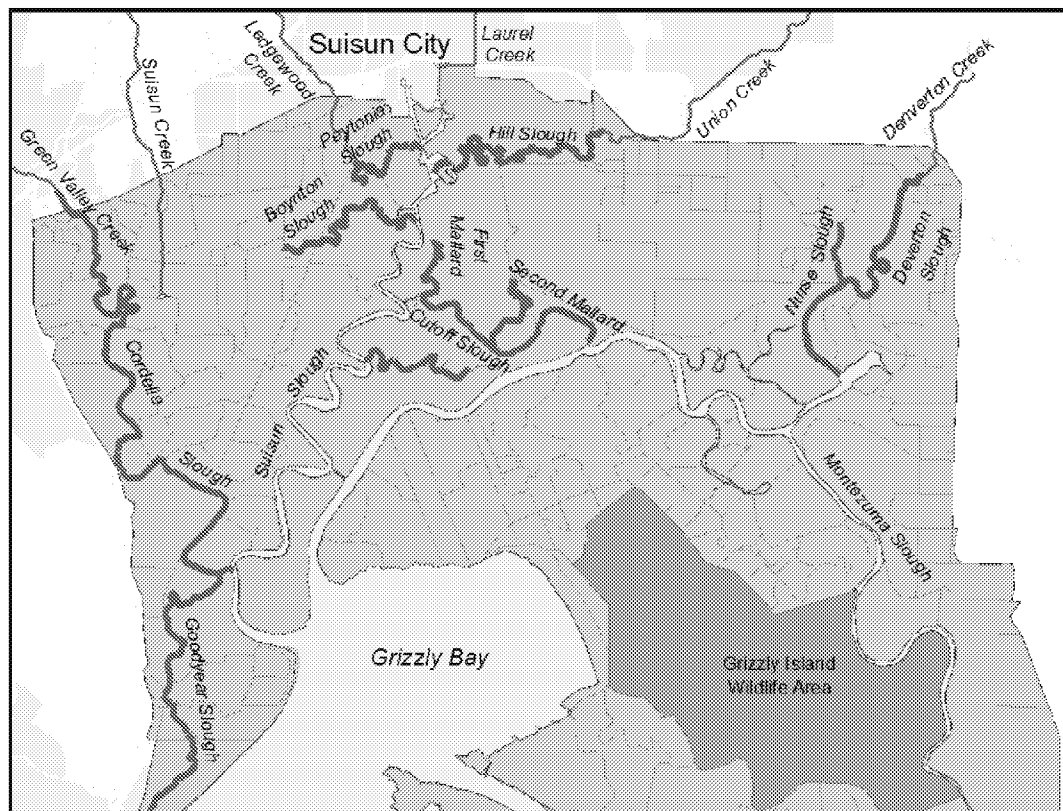 Suisun City
Laurel
Creek
Ledgewood
Creek
Suisun Creek
Green Valley Creek
Union Creek
Denverton Creek
Peytonia
Slough
Hill Slough
Boynton
Slough
First
Mallard
Second Mallard
Nurse Slough
Deverton
Slough
Cutoff Slough
Cordelia
Slough
Suisun
Slough
Montezuma Slough
Goodyear Slough
Grizzly Bay
Grizzly Island
Wildlife Area